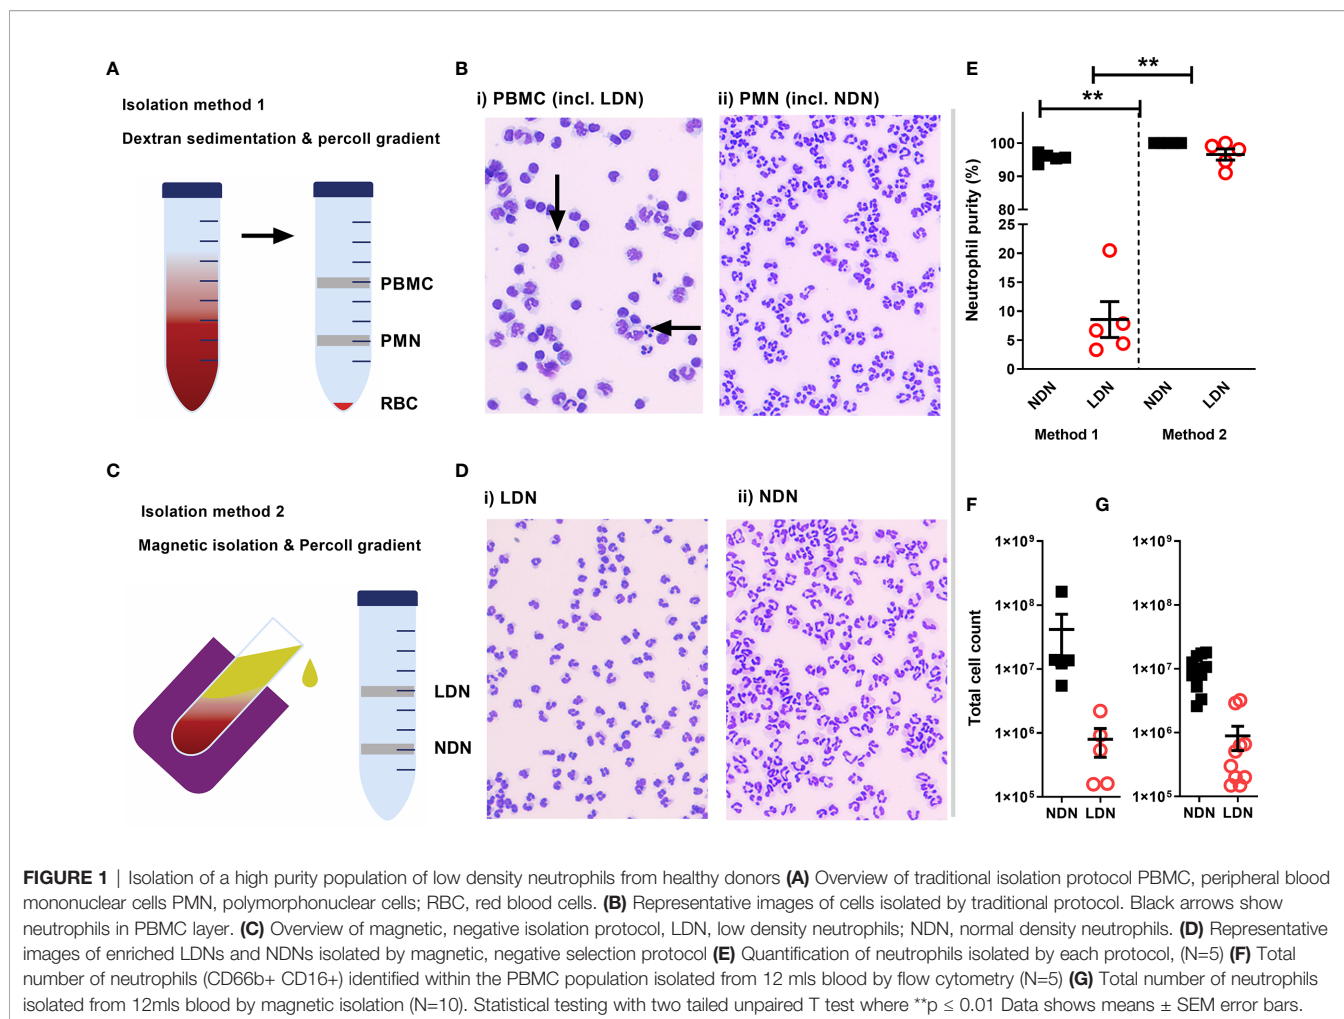 A
Isolation method 1
Dextran sedimentation & percoll gradient
PBMC
PMN
RBC
B
i) PBMC (incl. LDN)
ii) PMN (incl. NDN)
C
Isolation method 2
Magnetic isolation & Percoll gradient
LDN
NDN
D
i) LDN
ii) NDN
E
**
**
Neutrophil purity (%)
100
90
80
25
20
15
10
5
0
NDN
LDN
NDN
LDN
Method 1
Method 2
F
Total cell count
1×10⁹
1×10⁸
1×10⁷
1×10⁶
1×10⁵
NDN LDN
G
1×10⁹
1×10⁸
1×10⁷
1×10⁶
1×10⁵
NDN LDN
FIGURE 1 | Isolation of a high purity population of low density neutrophils from healthy donors (A) Overview of traditional isolation protocol PBMC, peripheral blood
mononuclear cells PMN, polymorphonuclear cells; RBC, red blood cells. (B) Representative images of cells isolated by traditional protocol. Black arrows show
neutrophils in PBMC layer. (C) Overview of magnetic, negative isolation protocol, LDN, low density neutrophils; NDN, normal density neutrophils. (D) Representative
images of enriched LDNs and NDNs isolated by magnetic, negative selection protocol (E) Quantification of neutrophils isolated by each protocol, (N=5) (F) Total
number of neutrophils (CD66b+ CD16+) identified within the PBMC population isolated from 12 mls blood by flow cytometry (N=5) (G) Total number of neutrophils
isolated from 12mls blood by magnetic isolation (N=10). Statistical testing with two tailed unpaired T test where **p ≤ 0.01 Data shows means ± SEM error bars.